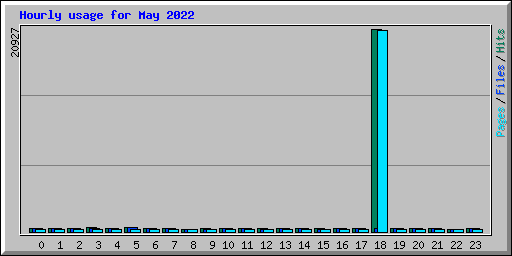 Hourly usage for May 2022
20927
Pages/Files/Hits
0 1 2 3 4 5 6 7 8 9 10 11 12 13 14 15 16 17 18 19 20 21 22 23